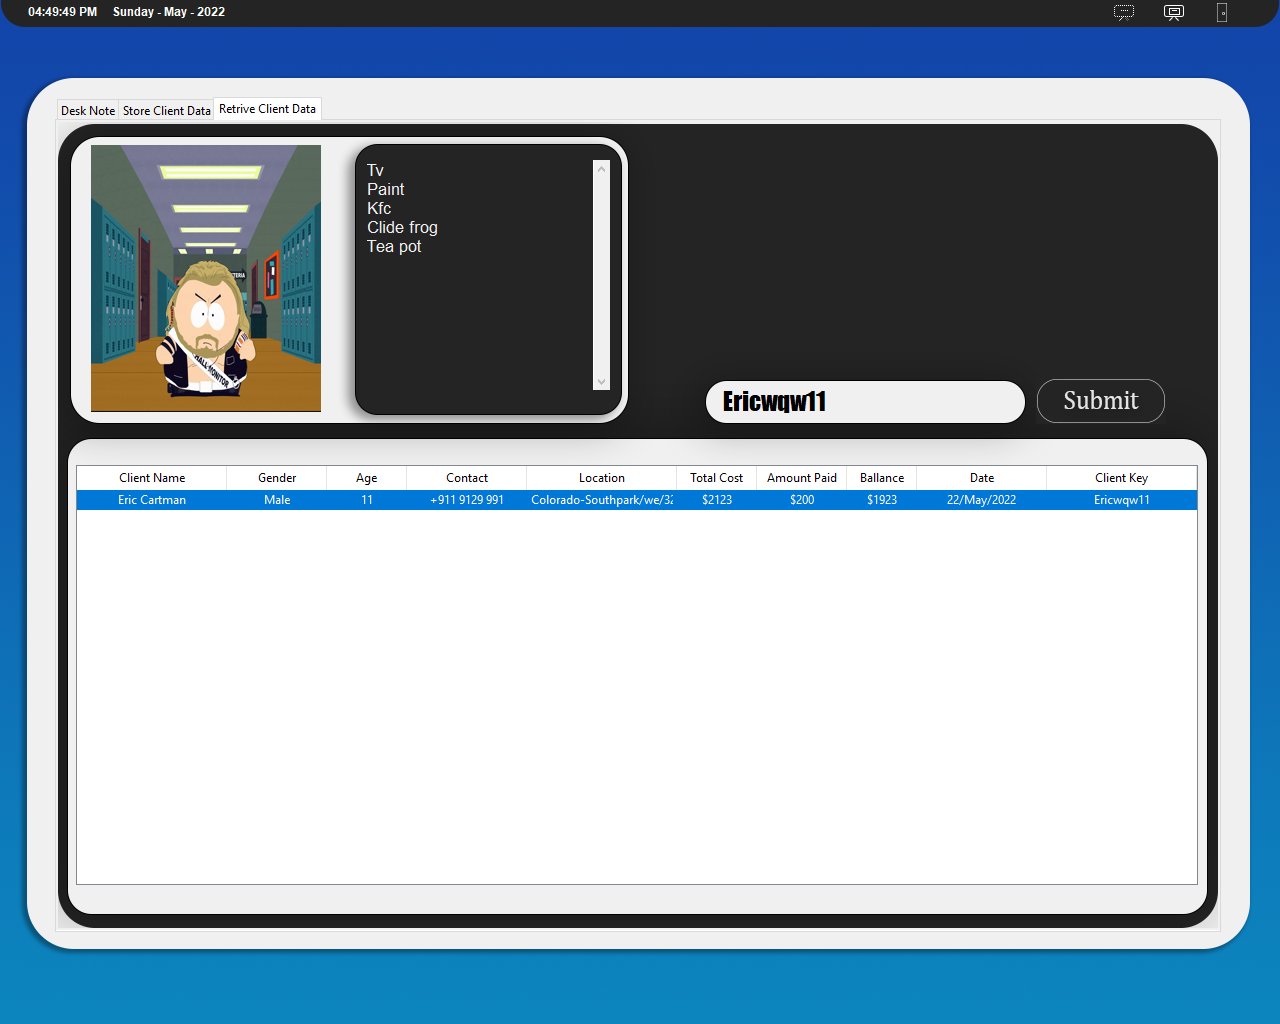 04:49:49 PM Sunday - May - 2022
Desk Note Store Client Data Retrive Client Data
Tv
Paint
Kfc
Clide frog
Tea pot
HALL MONITOR
Ericwqw11 Submit
Client Name Gender Age Contact Location Total Cost Amount Paid Ballance Date Client Key
Eric Cartman Male 11 +911 9129 991 Colorado-Southpark/we/32 $2123 $200 $1923 22/May/2022 Ericwqw11